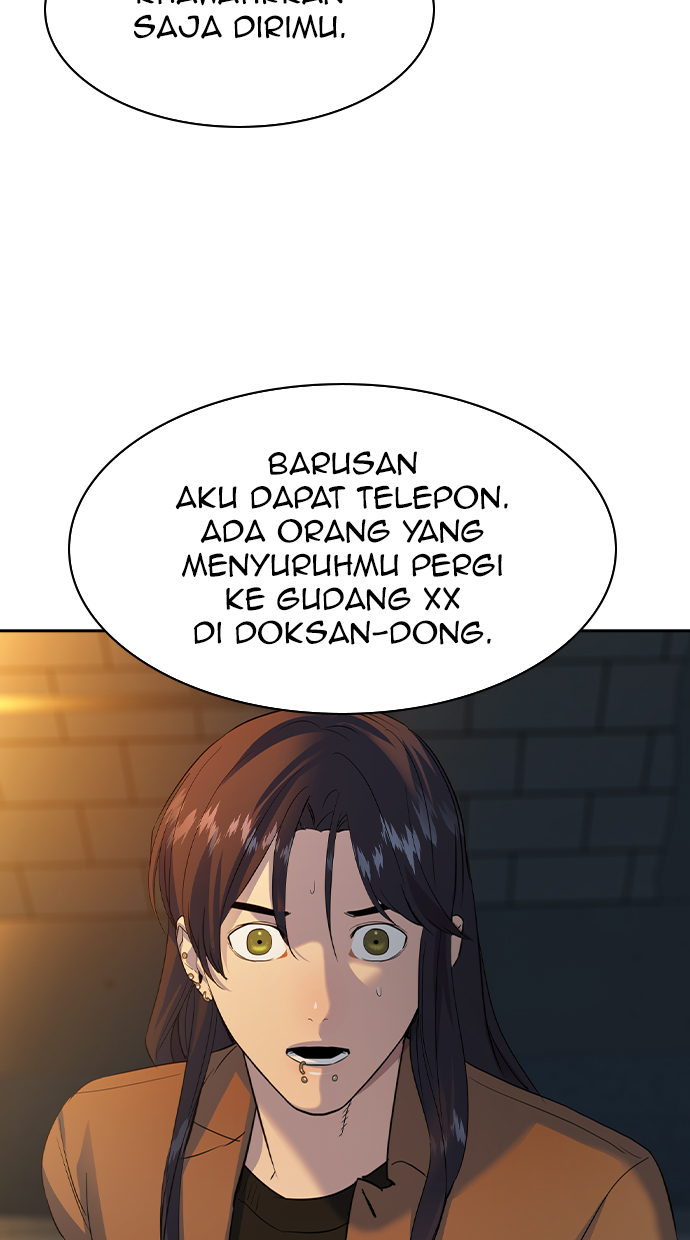 SAJA DIRIMU.
BARUSAN
AKU DAPAT TELEPON.
ADA ORANG YANG
MENYURUHMU PERGI
KE GUDANG XX
DI DOKSAN-DONG.